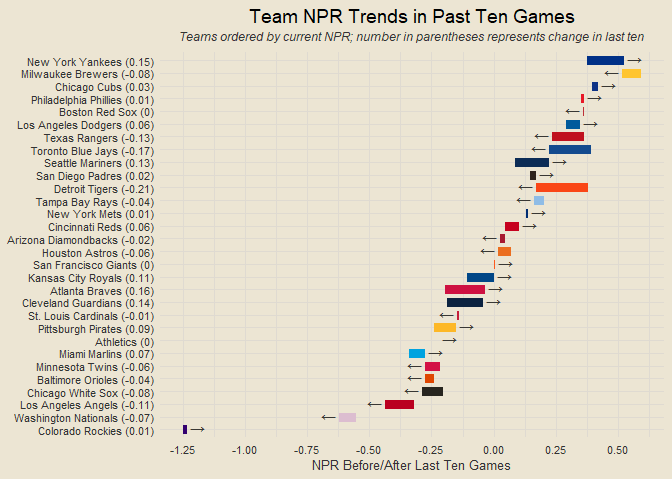 Team NPR Trends in Past Ten Games
Teams ordered by current NPR; number in parentheses represents change in last ten
New York Yankees (0.15)
Milwaukee Brewers (-0.08)
Chicago Cubs (0.03)
Philadelphia Phillies (0.01)
Boston Red Sox (0)
Los Angeles Dodgers (0.06)
Texas Rangers (-0.13)
Toronto Blue Jays (-0.17)
Seattle Mariners (0.13)
San Diego Padres (0.02)
Detroit Tigers (-0.21)
Tampa Bay Rays (-0.04)
New York Mets (0.01)
Cincinnati Reds (0.06)
Arizona Diamondbacks (-0.02)
Houston Astros (-0.06)
San Francisco Giants (0)
Kansas City Royals (0.11)
Atlanta Braves (0.16)
Cleveland Guardians (0.14)
St. Louis Cardinals (-0.01)
Pittsburgh Pirates (0.09)
Athletics (0)
Miami Marlins (0.07)
Minnesota Twins (-0.06)
Baltimore Orioles (-0.04)
Chicago White Sox (-0.08)
Los Angeles Angels (-0.11)
Washington Nationals (-0.07)
Colorado Rockies (0.01)
-1.25 -1.00 -0.75 -0.50 -0.25 0.00 0.25 0.50
NPR Before/After Last Ten Games